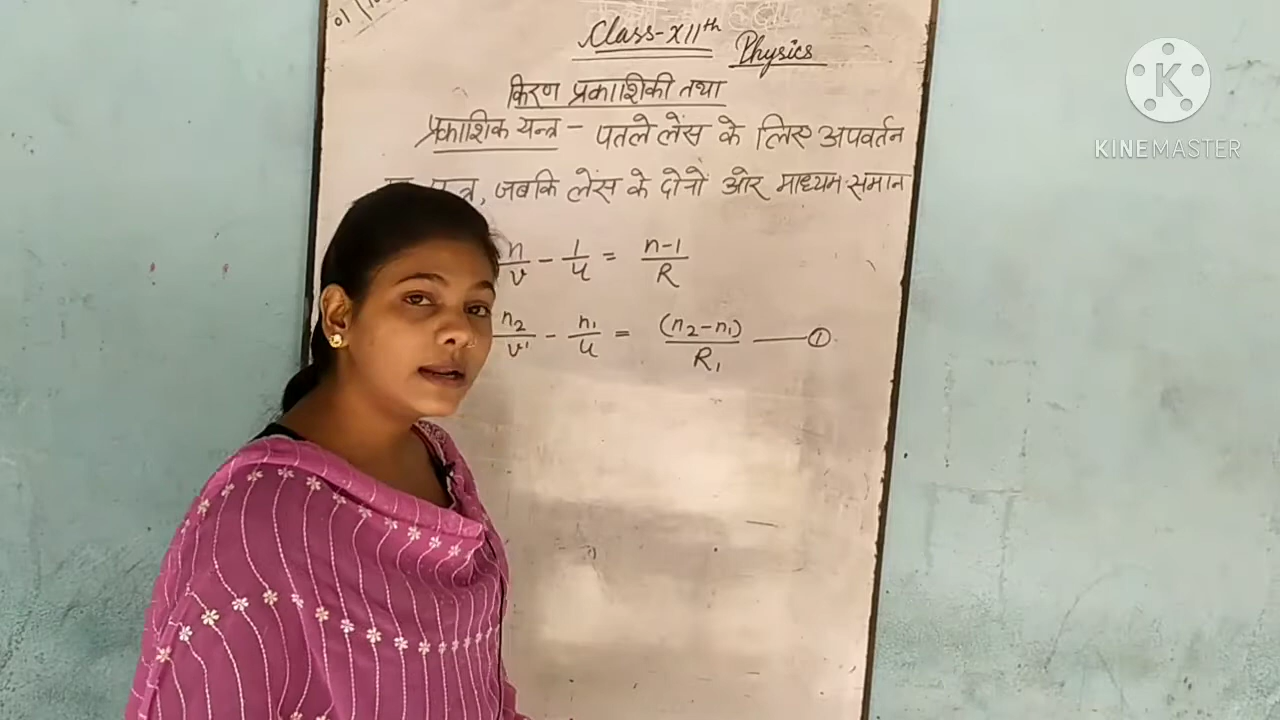 Class-XIIth
Physics
किरण प्रकाशिकी तथा
प्रकाशिक यन्त्र - पतले लेंस के लिए अपवर्तन
जबकि लेंस के दोनों ओर माध्यम समान
n/v - 1/u = n-1/R
n2/v' - n1/u = (n2-n1)/R1 ——①
K
KINEMASTER